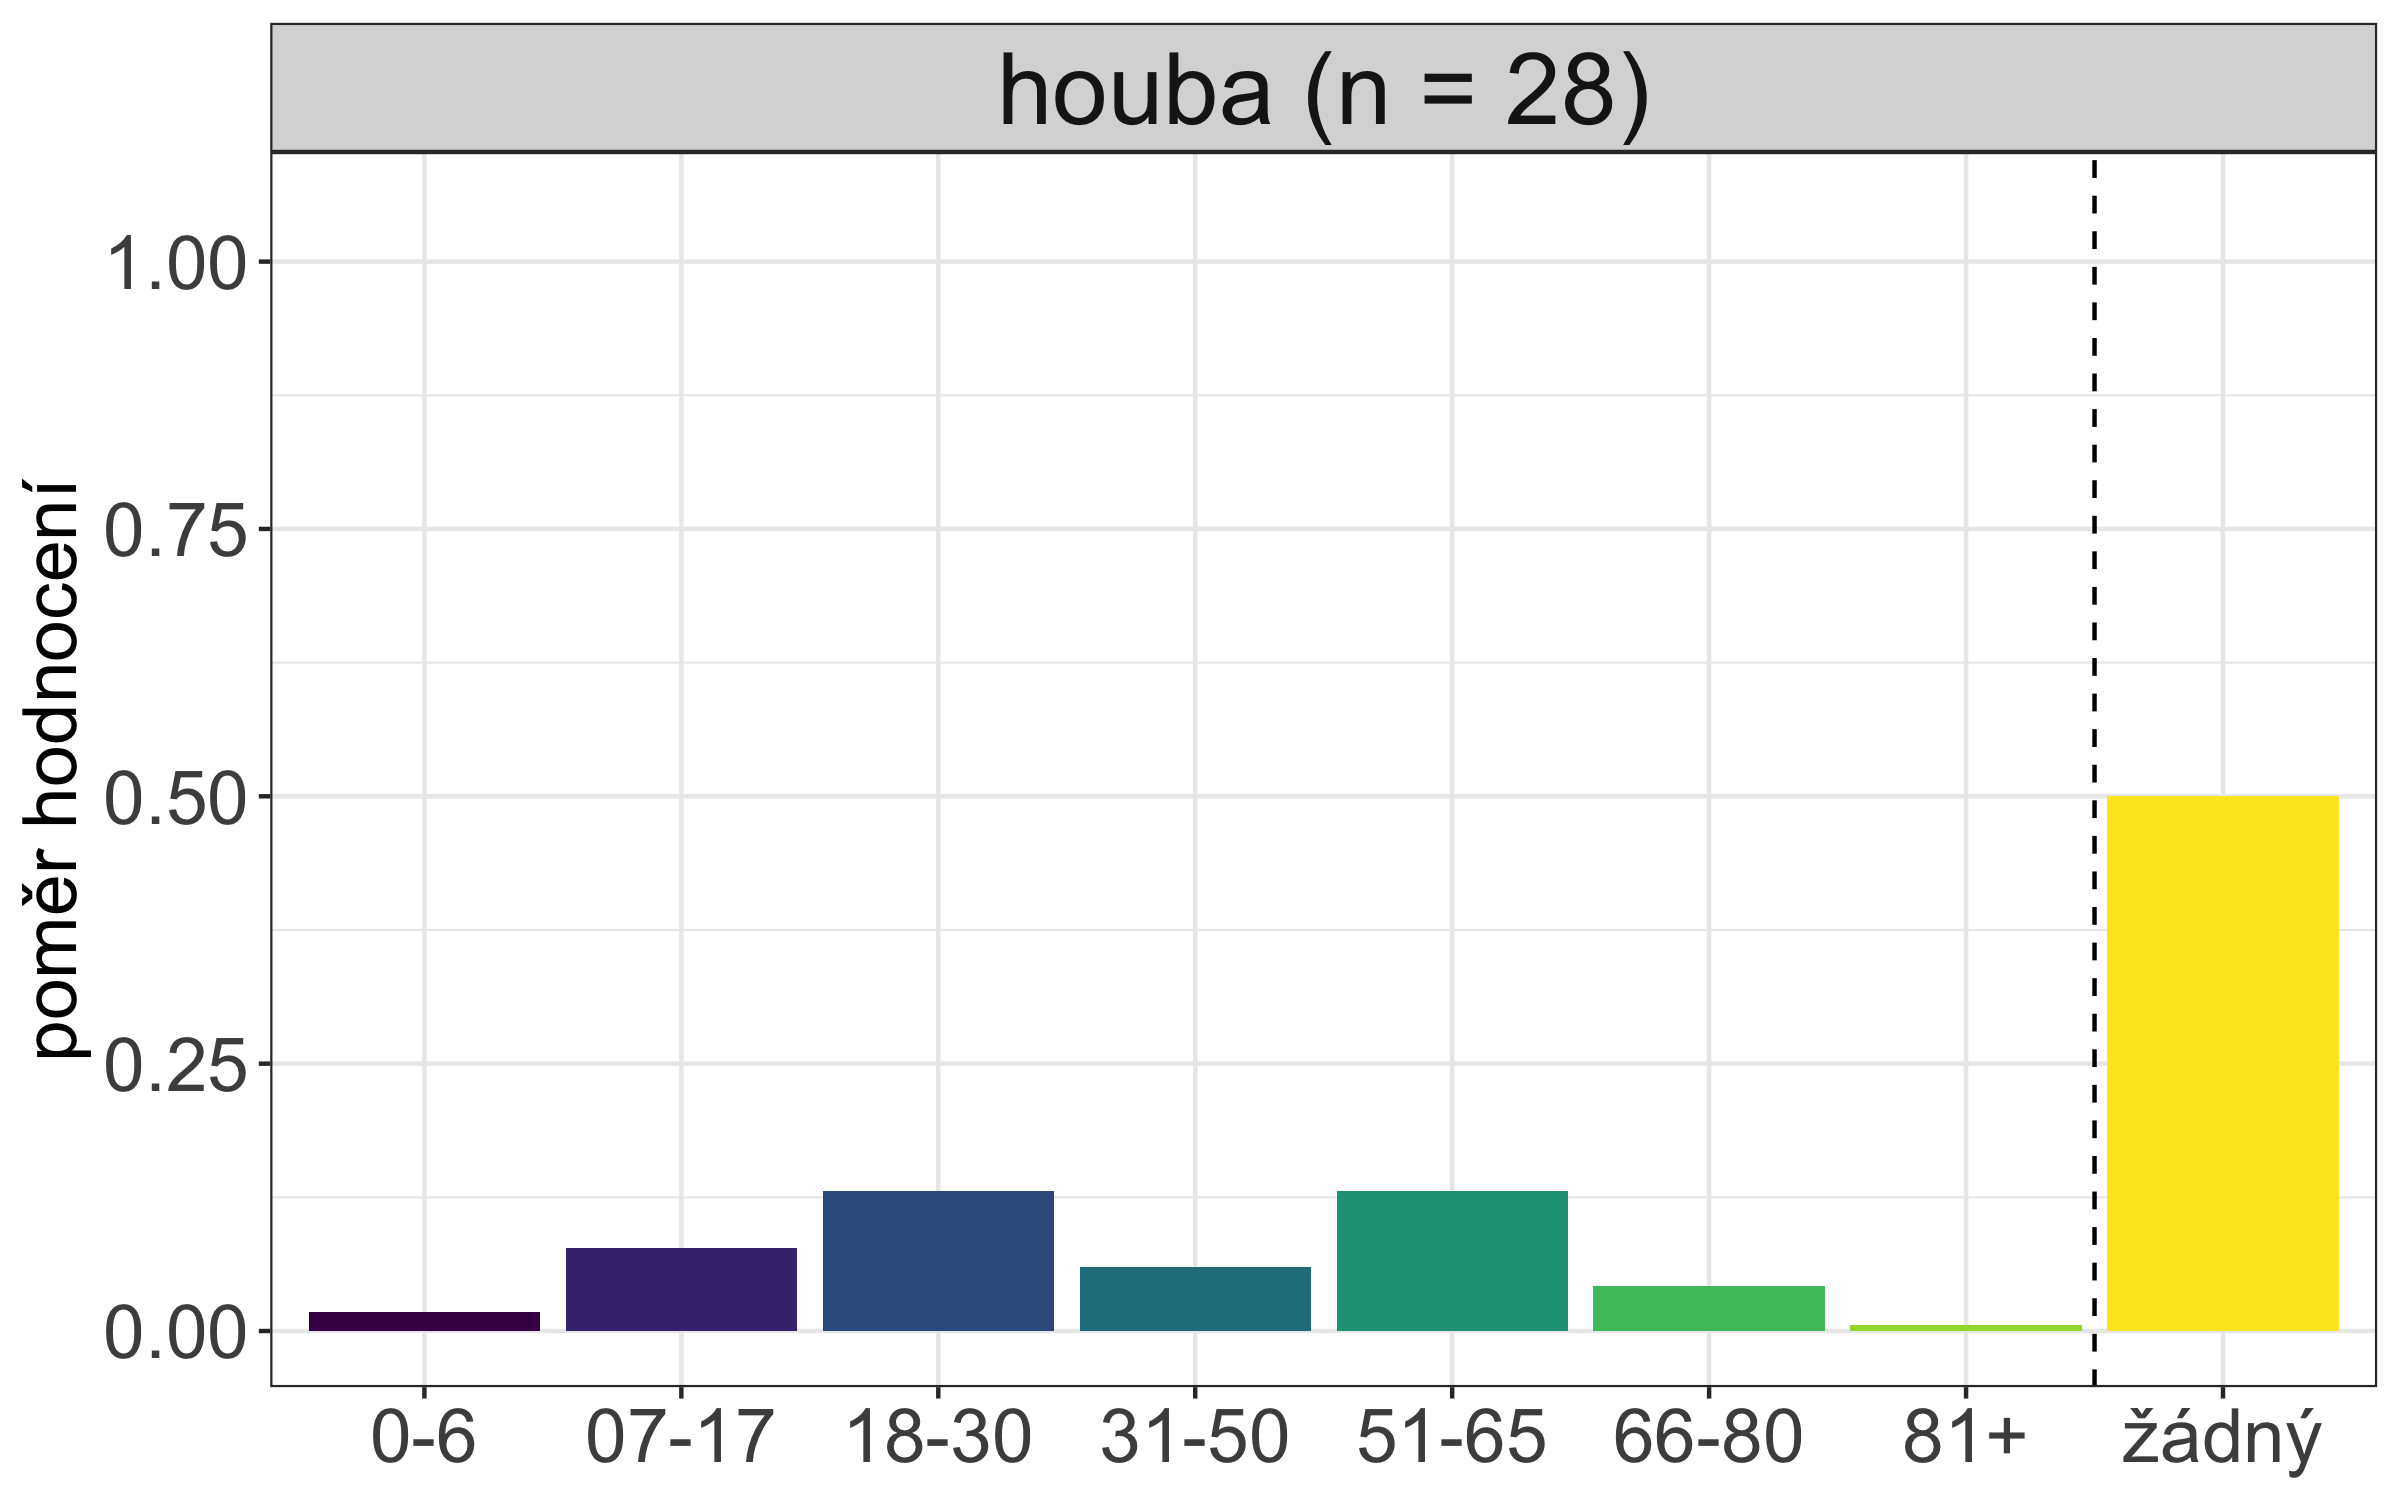 houba (n = 28)
poměr hodnocení
1.00
0.75
0.50
0.25
0.00
0-6 07-17 18-30 31-50 51-65 66-80 81+ žádný